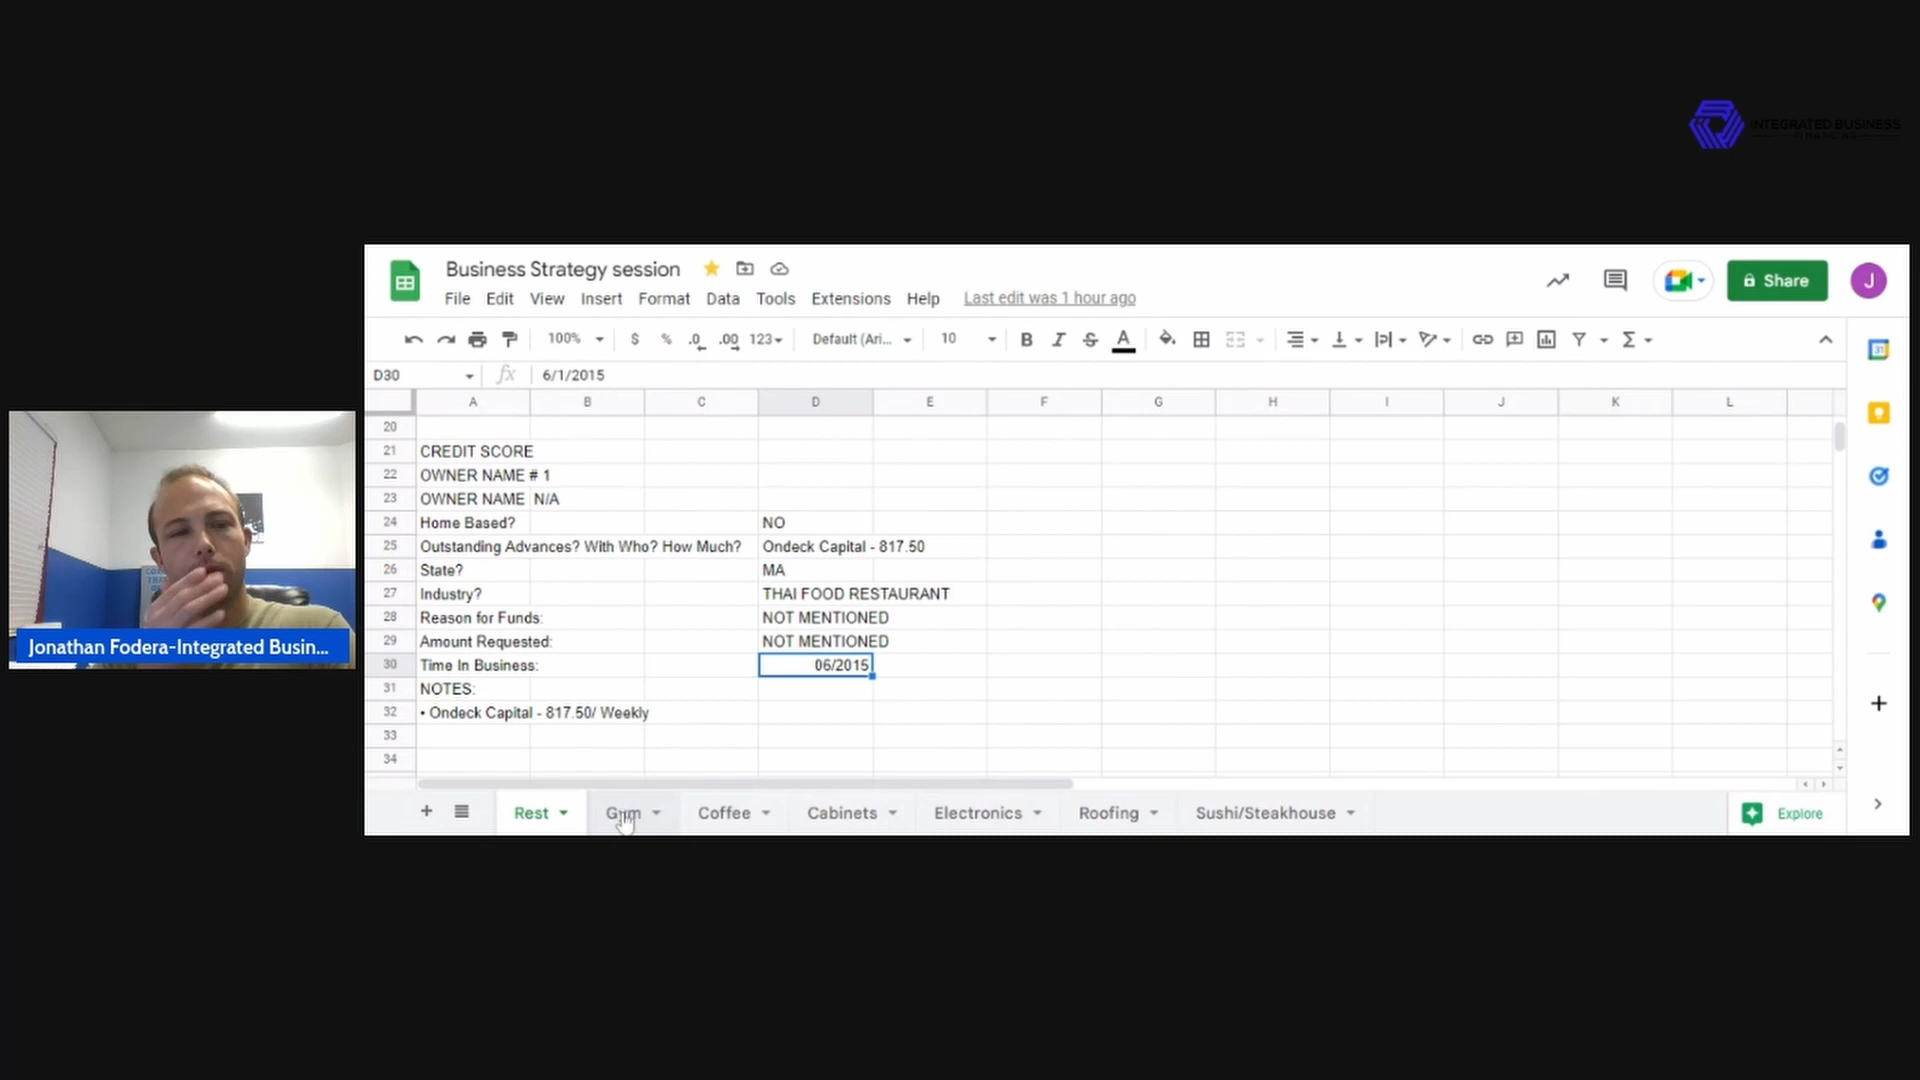 INTEGRATED BUSINESS
FINANCING
Business Strategy session
File Edit View Insert Format Data Tools Extensions Help Last edit was 1 hour ago
Share
J
100% $ % .0 .00 123 Default (Ari... 10 B I S A
D30 fx 6/1/2015
31
A B C D E F G H I J K L
20
21 CREDIT SCORE
22 OWNER NAME # 1
23 OWNER NAME N/A
24 Home Based? NO
25 Outstanding Advances? With Who? How Much? Ondeck Capital - 817.50
26 State? MA
27 Industry? THAI FOOD RESTAURANT
28 Reason for Funds: NOT MENTIONED
29 Amount Requested: NOT MENTIONED
30 Time In Business: 06/2015
31 NOTES:
32 • Ondeck Capital - 817.50/ Weekly
33
34
Rest Gym Coffee Cabinets Electronics Roofing Sushi/Steakhouse Explore
Jonathan Fodera-Integrated Busin...